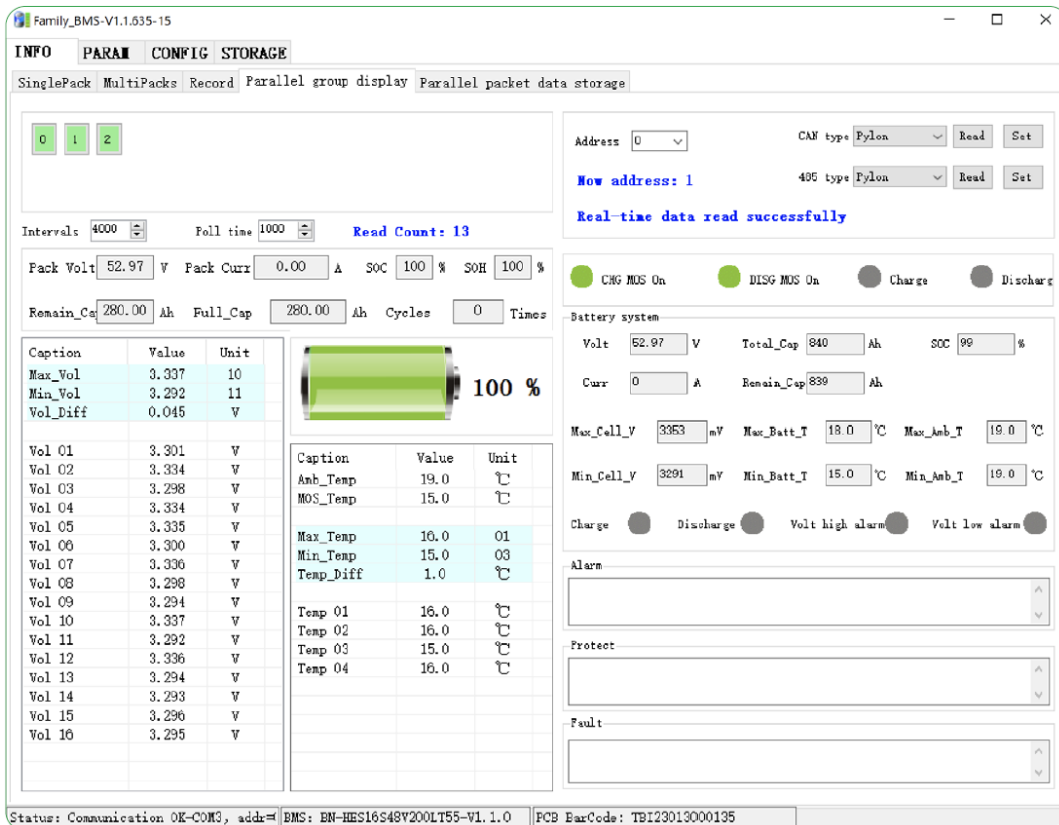 Family_BMS-V1.1.635-15
INFO PARAM CONFIG STORAGE
SinglePack MultiPacks Record Parallel group display Parallel packet data storage
0 1 2
Intervals 4000 Poll time 1000 Read Count: 13
Pack Volt 52.97 V Pack Curr 0.00 A SOC 100 % SOH 100 %
Remain_Ca 280.00 Ah Full_Cap 280.00 Ah Cycles 0 Times
Caption Value Unit
Max_Vol 3.337 10
Min_Vol 3.292 11
Vol_Diff 0.045 V
Vol 01 3.301 V
Vol 02 3.334 V
Vol 03 3.298 V
Vol 04 3.334 V
Vol 05 3.335 V
Vol 06 3.300 V
Vol 07 3.336 V
Vol 08 3.298 V
Vol 09 3.294 V
Vol 10 3.337 V
Vol 11 3.292 V
Vol 12 3.336 V
Vol 13 3.294 V
Vol 14 3.293 V
Vol 15 3.296 V
Vol 16 3.295 V
100 %
Caption Value Unit
Amb_Temp 19.0 ℃
MOS_Temp 15.0 ℃
Max_Temp 16.0 01
Min_Temp 15.0 03
Temp_Diff 1.0 ℃
Temp 01 16.0 ℃
Temp 02 16.0 ℃
Temp 03 15.0 ℃
Temp 04 16.0 ℃
Address 0 CAN type Pylon Read Set
Now address: 1 485 type Pylon Read Set
Real-time data read successfully
CHG MOS On DISG MOS On Charge Discharg
Battery system
Volt 52.97 V Total_Cap 840 Ah SOC 99 %
Curr 0 A Remain_Cap 839 Ah
Max_Cell_V 3353 mV Max_Batt_T 18.0 ℃ Max_Amb_T 19.0 ℃
Min_Cell_V 3291 mV Min_Batt_T 15.0 ℃ Min_Amb_T 19.0 ℃
Charge Discharge Volt high alarm Volt low alarm
Alarm
Protect
Fault
Status: Communication OK-COM3, addr= BMS: BN-HES16S48V200LT55-V1.1.0 PCB BarCode: TBI23013000135